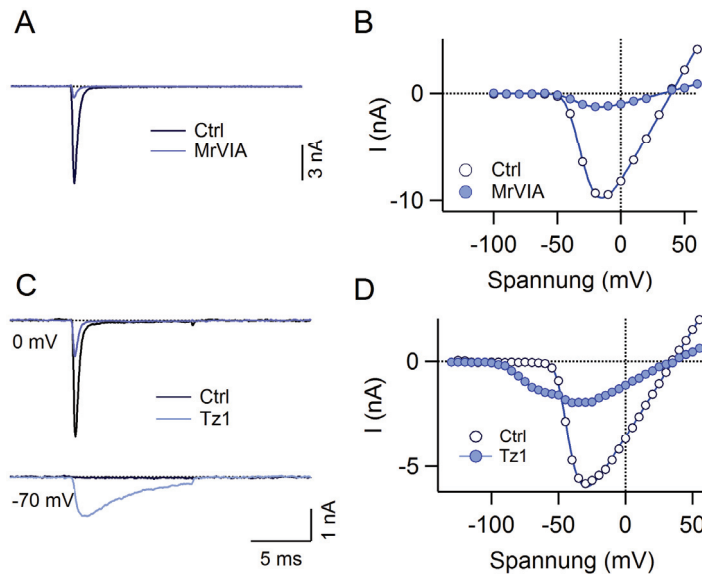 A
Ctrl
MrVIA
3 nA
B
0
-10
I (nA)
Ctrl
MrVIA
-100 -50 0 50
Spannung (mV)
C
0 mV
Ctrl
Tz1
-70 mV
1 nA
5 ms
D
0
-5
I (nA)
Ctrl
Tz1
-100 -50 0 50
Spannung (mV)